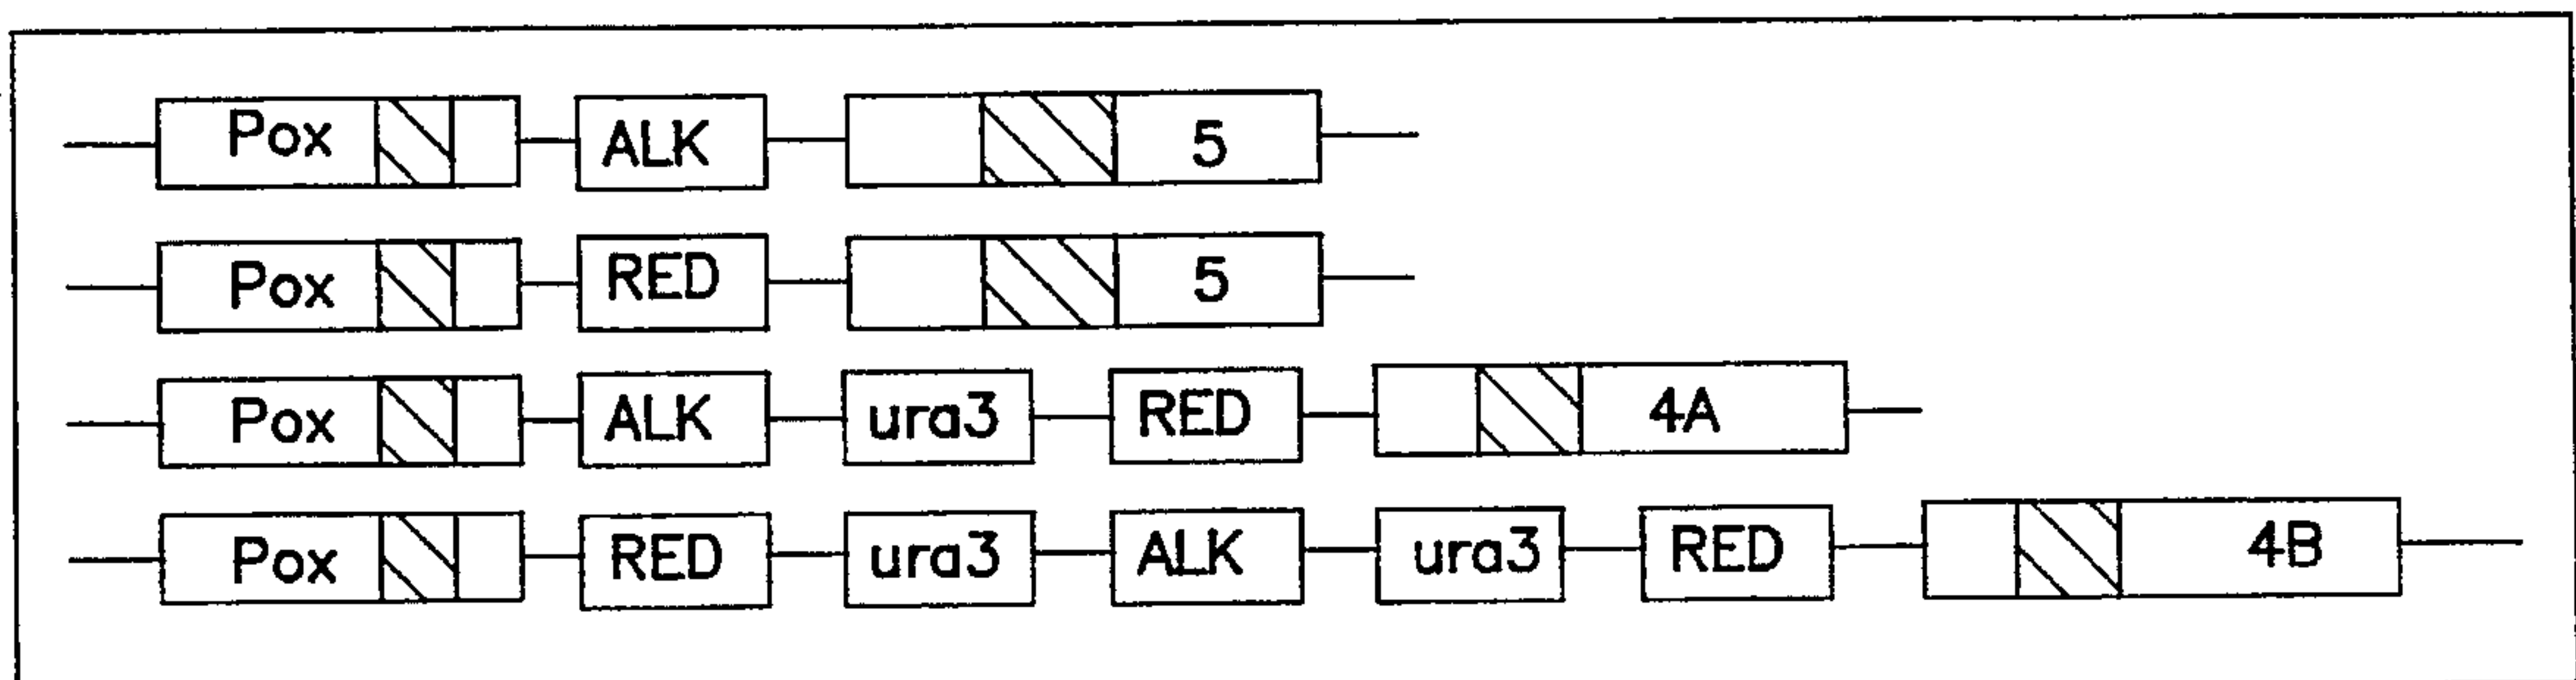 Pox ALK 5
Pox RED 5
Pox ALK ura3 RED 4A
Pox RED ura3 ALK ura3 RED 4B